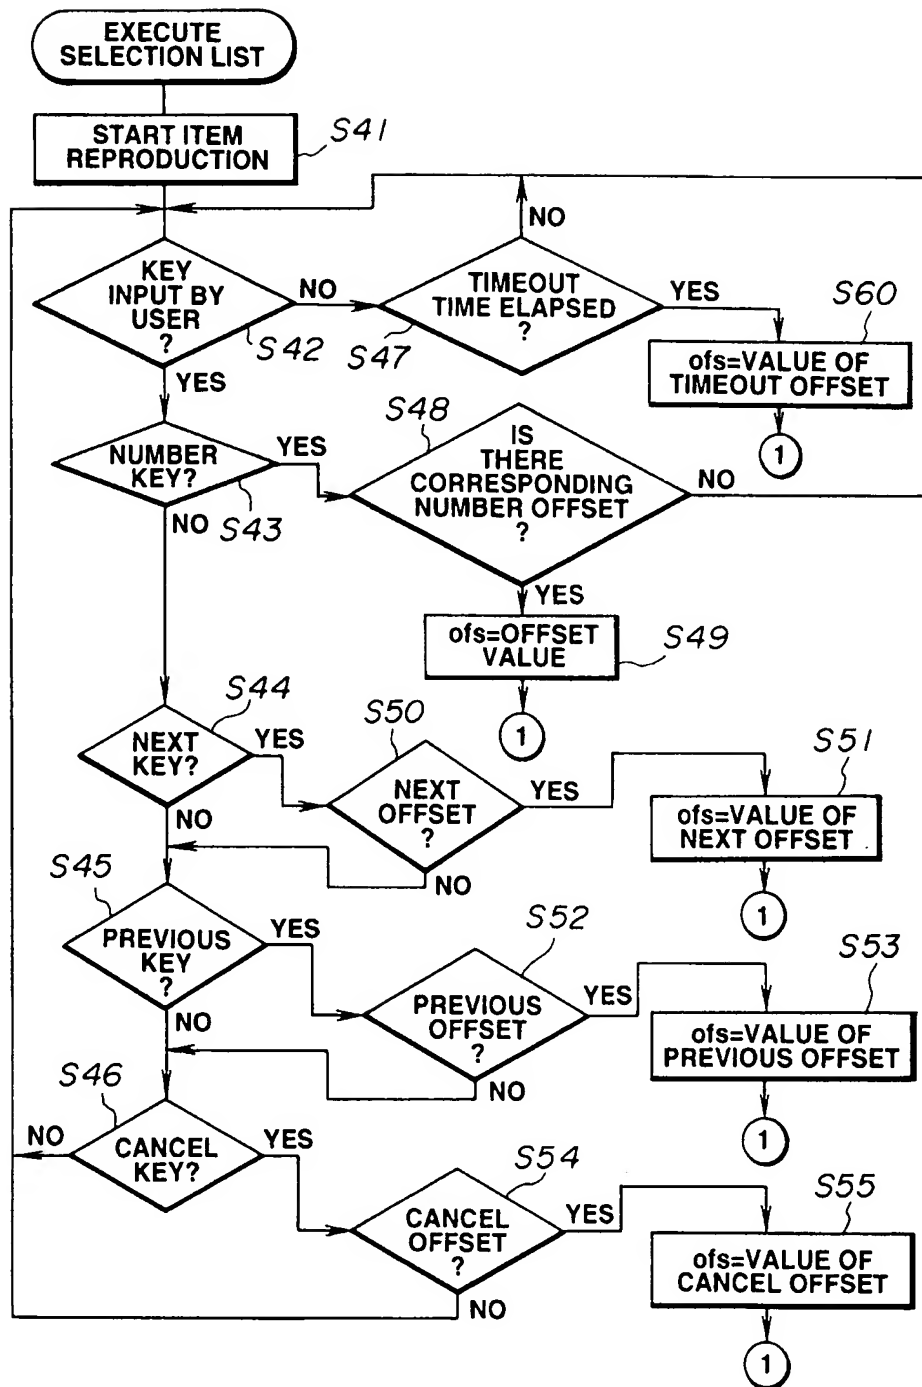 EXECUTE
SELECTION LIST
START ITEM
REPRODUCTION
S41
KEY
INPUT BY
USER
?
S42
NO
YES
TIMEOUT
TIME ELAPSED
?
S47
NO
YES
S60
ofs=VALUE OF
TIMEOUT OFFSET
1
NUMBER
KEY?
S43
YES
NO
S48
IS
THERE
CORRESPONDING
NUMBER OFFSET
?
NO
YES
ofs=OFFSET
VALUE
S49
1
S44
NEXT
KEY?
YES
NO
S50
NEXT
OFFSET
?
YES
NO
S51
ofs=VALUE OF
NEXT OFFSET
1
S45
PREVIOUS
KEY
?
YES
NO
S52
PREVIOUS
OFFSET
?
YES
NO
S53
ofs=VALUE OF
PREVIOUS OFFSET
1
S46
CANCEL
KEY?
NO
YES
S54
CANCEL
OFFSET
?
YES
NO
S55
ofs=VALUE OF
CANCEL OFFSET
1